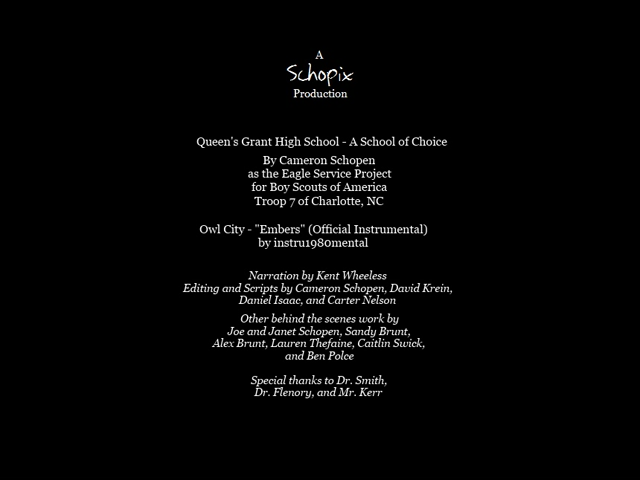 A
Schopix
Production
Queen's Grant High School - A School of Choice
By Cameron Schopen
as the Eagle Service Project
for Boy Scouts of America
Troop 7 of Charlotte, NC
Owl City - "Embers" (Official Instrumental)
by instru1980mental
Narration by Kent Wheeless
Editing and Scripts by Cameron Schopen, David Krein,
Daniel Isaac, and Carter Nelson
Other behind the scenes work by
Joe and Janet Schopen, Sandy Brunt,
Alex Brunt, Lauren Thefaine, Caitlin Swick,
and Ben Polce
Special thanks to Dr. Smith,
Dr. Flenory, and Mr. Kerr